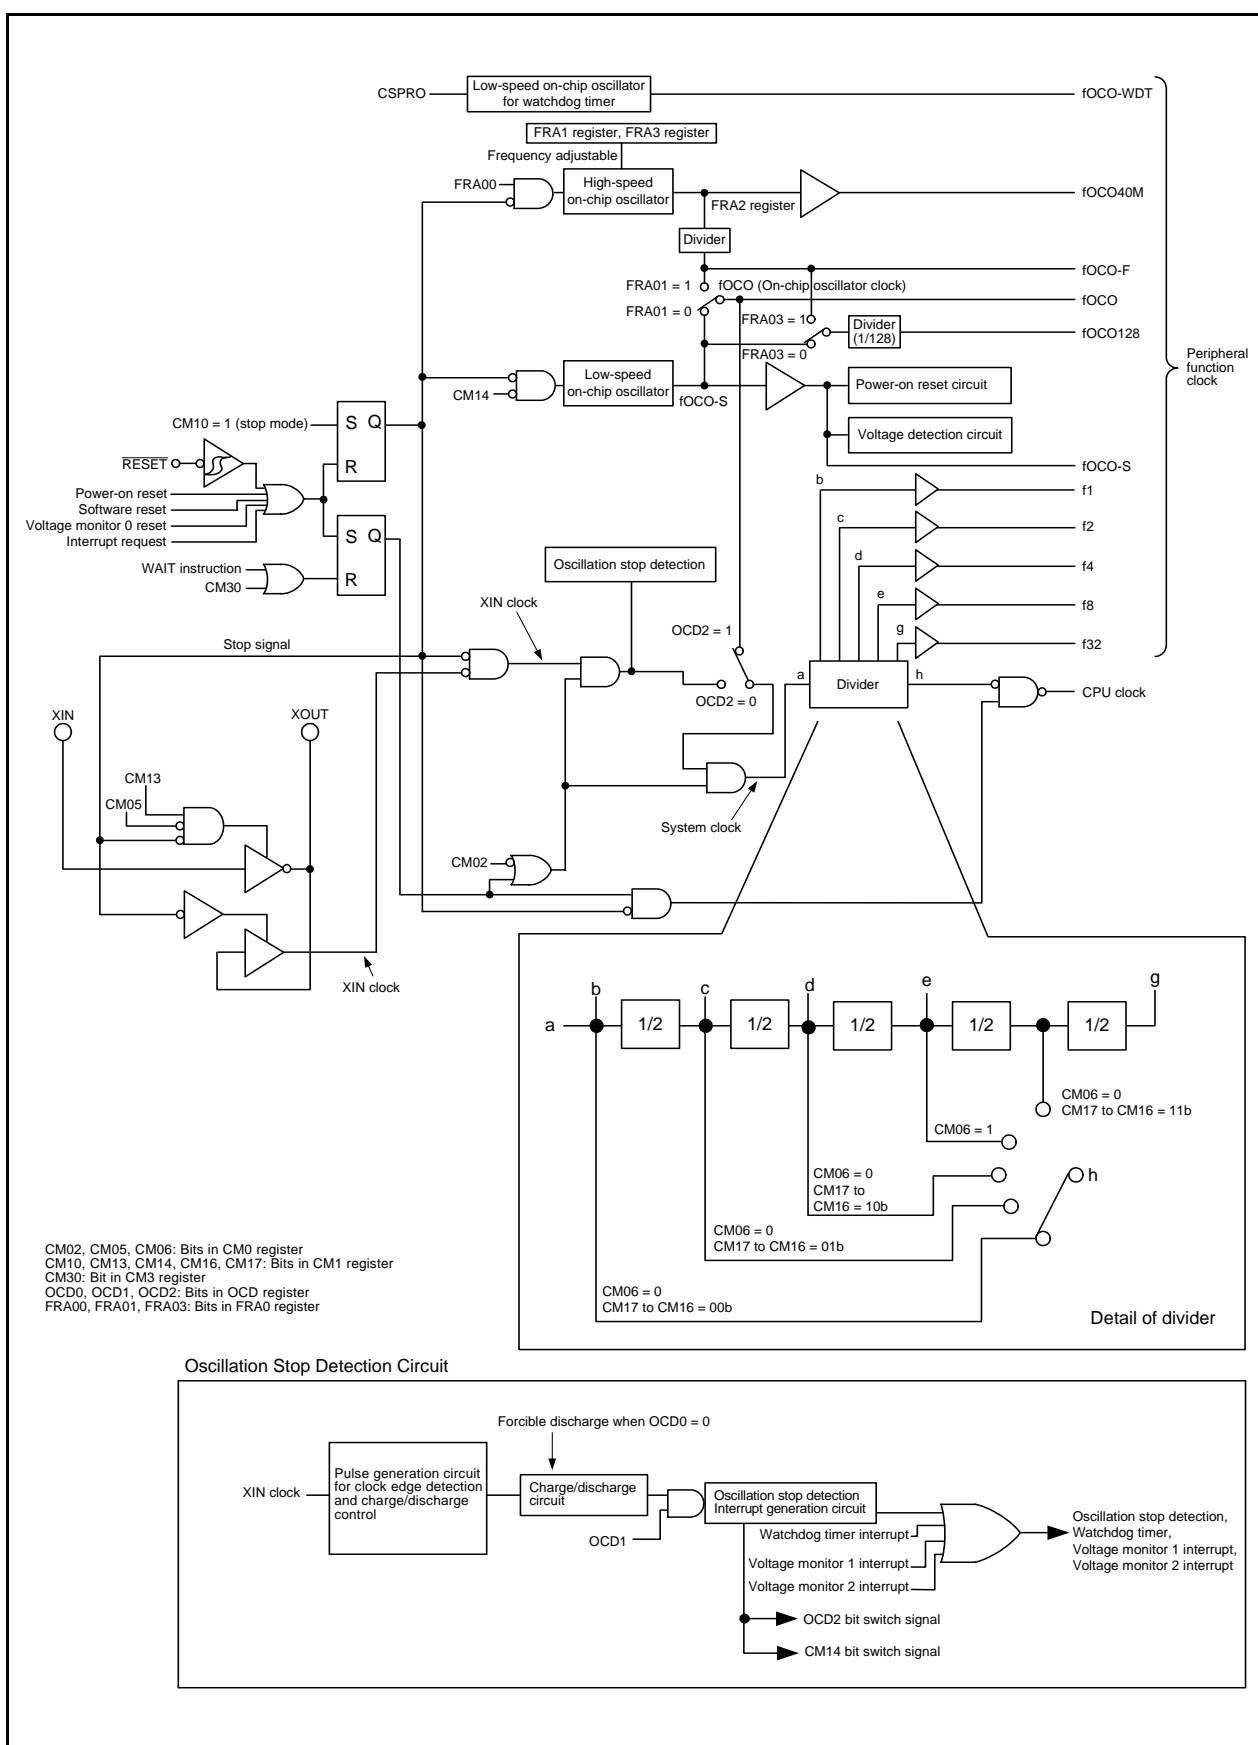 CSPRO
Low-speed on-chip oscillator
for watchdog timer
fOCO-WDT
FRA1 register, FRA3 register
Frequency adjustable
FRA00
High-speed
on-chip oscillator
FRA2 register
fOCO40M
Divider
fOCO-F
FRA01 = 1
fOCO (On-chip oscillator clock)
fOCO
FRA01 = 0
FRA03 = 1
Divider
(1/128)
fOCO128
FRA03 = 0
Peripheral
function
clock
Low-speed
on-chip oscillator
CM14
fOCO-S
Power-on reset circuit
CM10 = 1 (stop mode)
S Q
R
Voltage detection circuit
RESET
fOCO-S
Power-on reset
Software reset
Voltage monitor 0 reset
Interrupt request
b
f1
c
f2
S Q
R
WAIT instruction
CM30
Oscillation stop detection
d
f4
e
f8
XIN clock
OCD2 = 1
g
f32
Stop signal
a
Divider
h
OCD2 = 0
CPU clock
XIN
XOUT
CM13
CM05
System clock
CM02
XIN clock
a
b
1/2
c
1/2
d
1/2
e
1/2
1/2
g
CM06 = 0
CM17 to CM16 = 11b
CM06 = 1
CM06 = 0
CM17 to
CM16 = 10b
h
CM06 = 0
CM17 to CM16 = 01b
CM06 = 0
CM17 to CM16 = 00b
Detail of divider
CM02, CM05, CM06: Bits in CM0 register
CM10, CM13, CM14, CM16, CM17: Bits in CM1 register
CM30: Bit in CM3 register
OCD0, OCD1, OCD2: Bits in OCD register
FRA00, FRA01, FRA03: Bits in FRA0 register
Oscillation Stop Detection Circuit
Forcible discharge when OCD0 = 0
XIN clock
Pulse generation circuit
for clock edge detection
and charge/discharge
control
Charge/discharge
circuit
OCD1
Oscillation stop detection
Interrupt generation circuit
Watchdog timer interrupt
Voltage monitor 1 interrupt
Voltage monitor 2 interrupt
Oscillation stop detection,
Watchdog timer,
Voltage monitor 1 interrupt,
Voltage monitor 2 interrupt
OCD2 bit switch signal
CM14 bit switch signal